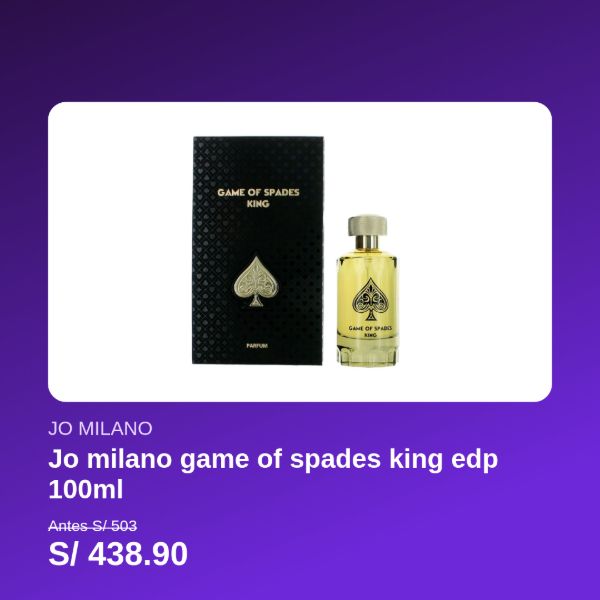 GAME OF SPADES
KING
PARFUM
GAME OF SPADES
KING
JO MILANO
Jo milano game of spades king edp
100ml
Antes S/ 503
S/ 438.90